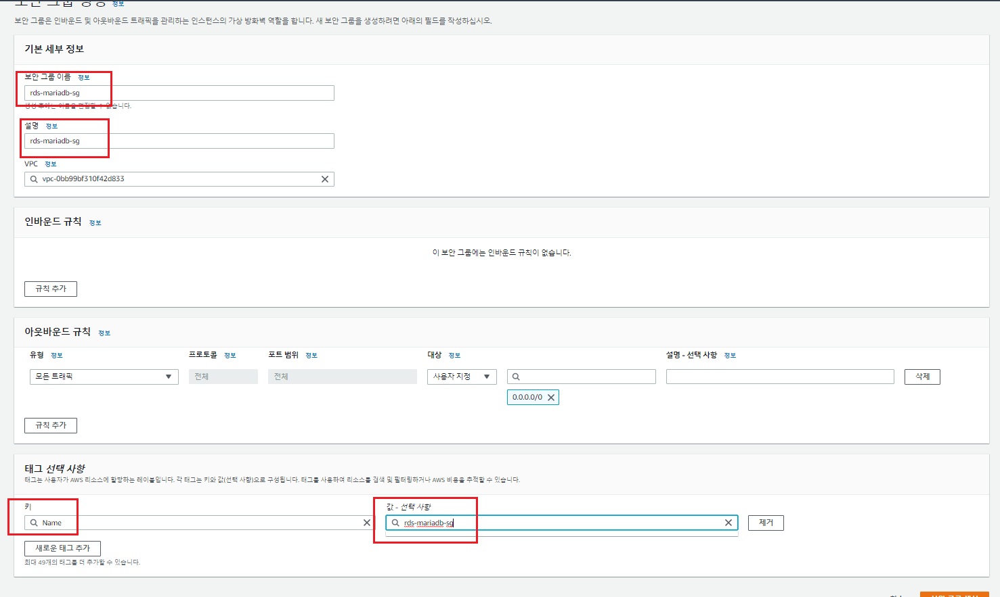 보안 그룹 생성 정보
보안 그룹은 인바운드 및 아웃바운드 트래픽을 관리하는 인스턴스의 가상 방화벽 역할을 합니다. 새 보안 그룹을 생성하려면 아래의 필드를 작성하십시오.
기본 세부 정보
보안 그룹 이름 정보
rds-mariadb-sg
생성 후에는 이름을 편집할 수 없습니다.
설명 정보
rds-mariadb-sg
VPC 정보
vpc-0bb99bf310f42d833
인바운드 규칙 정보
이 보안 그룹에는 인바운드 규칙이 없습니다.
규칙 추가
아웃바운드 규칙 정보
유형 정보 프로토콜 정보 포트 범위 정보 대상 정보 설명 - 선택 사항 정보
모든 트래픽 전체 전체 사용자 지정 삭제
0.0.0.0/0
규칙 추가
태그 선택 사항
태그는 사용자가 AWS 리소스에 할당하는 레이블입니다. 각 태그는 키와 값(선택 사항)으로 구성됩니다. 태그를 사용하여 리소스를 검색 및 필터링하거나 AWS 비용을 추적할 수 있습니다.
키 값 - 선택 사항
Name rds-mariadb-sg 제거
새로운 태그 추가
최대 49개의 태그를 더 추가할 수 있습니다.